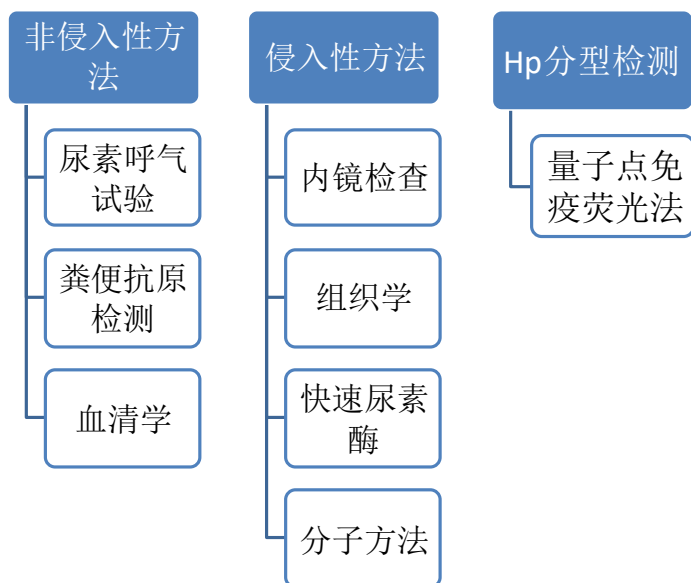 非侵入性方
法
尿素呼气
试验
粪便抗原
检测
血清学
侵入性方法
内镜检查
组织学
快速尿素
酶
分子方法
Hp分型检测
量子点免
疫荧光法